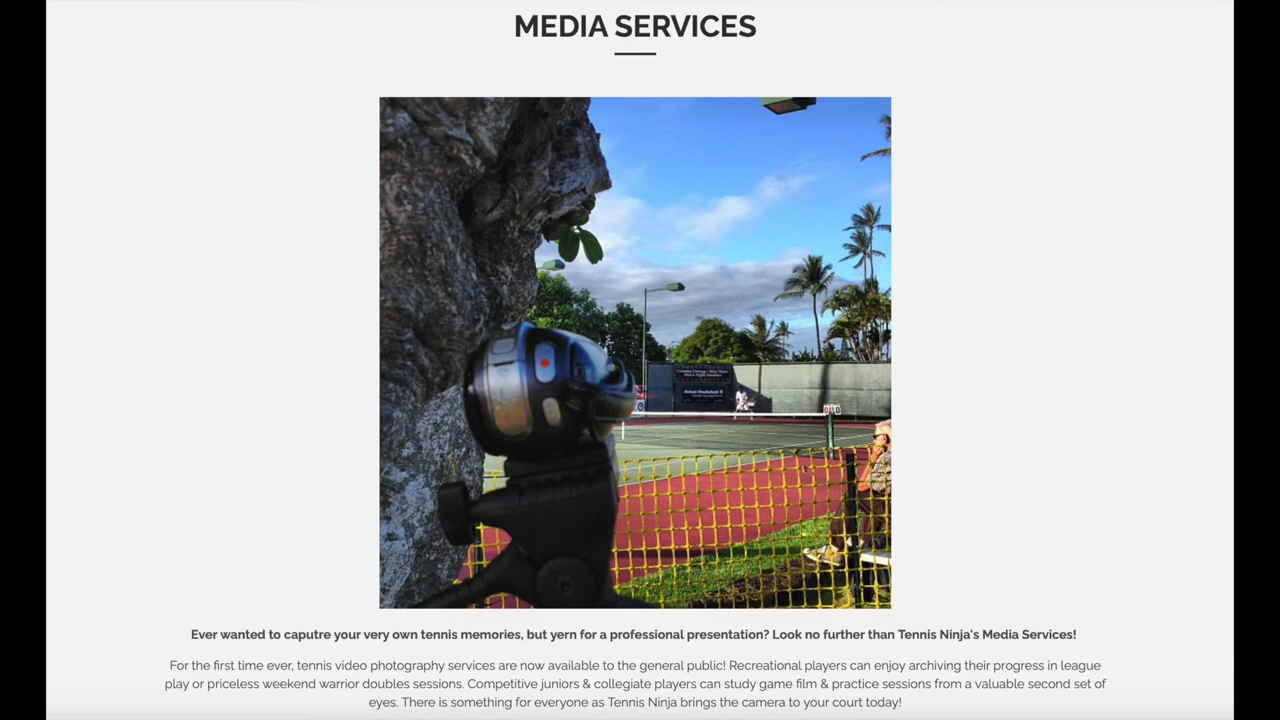 MEDIA SERVICES
Ever wanted to caputre your very own tennis memories, but yern for a professional presentation? Look no further than Tennis Ninja's Media Services!
For the first time ever, tennis video photography services are now available to the general public! Recreational players can enjoy archiving their progress in league
play or priceless weekend warrior doubles sessions. Competitive juniors & collegiate players can study game film & practice sessions from a valuable second set of
eyes. There is something for everyone as Tennis Ninja brings the camera to your court today!